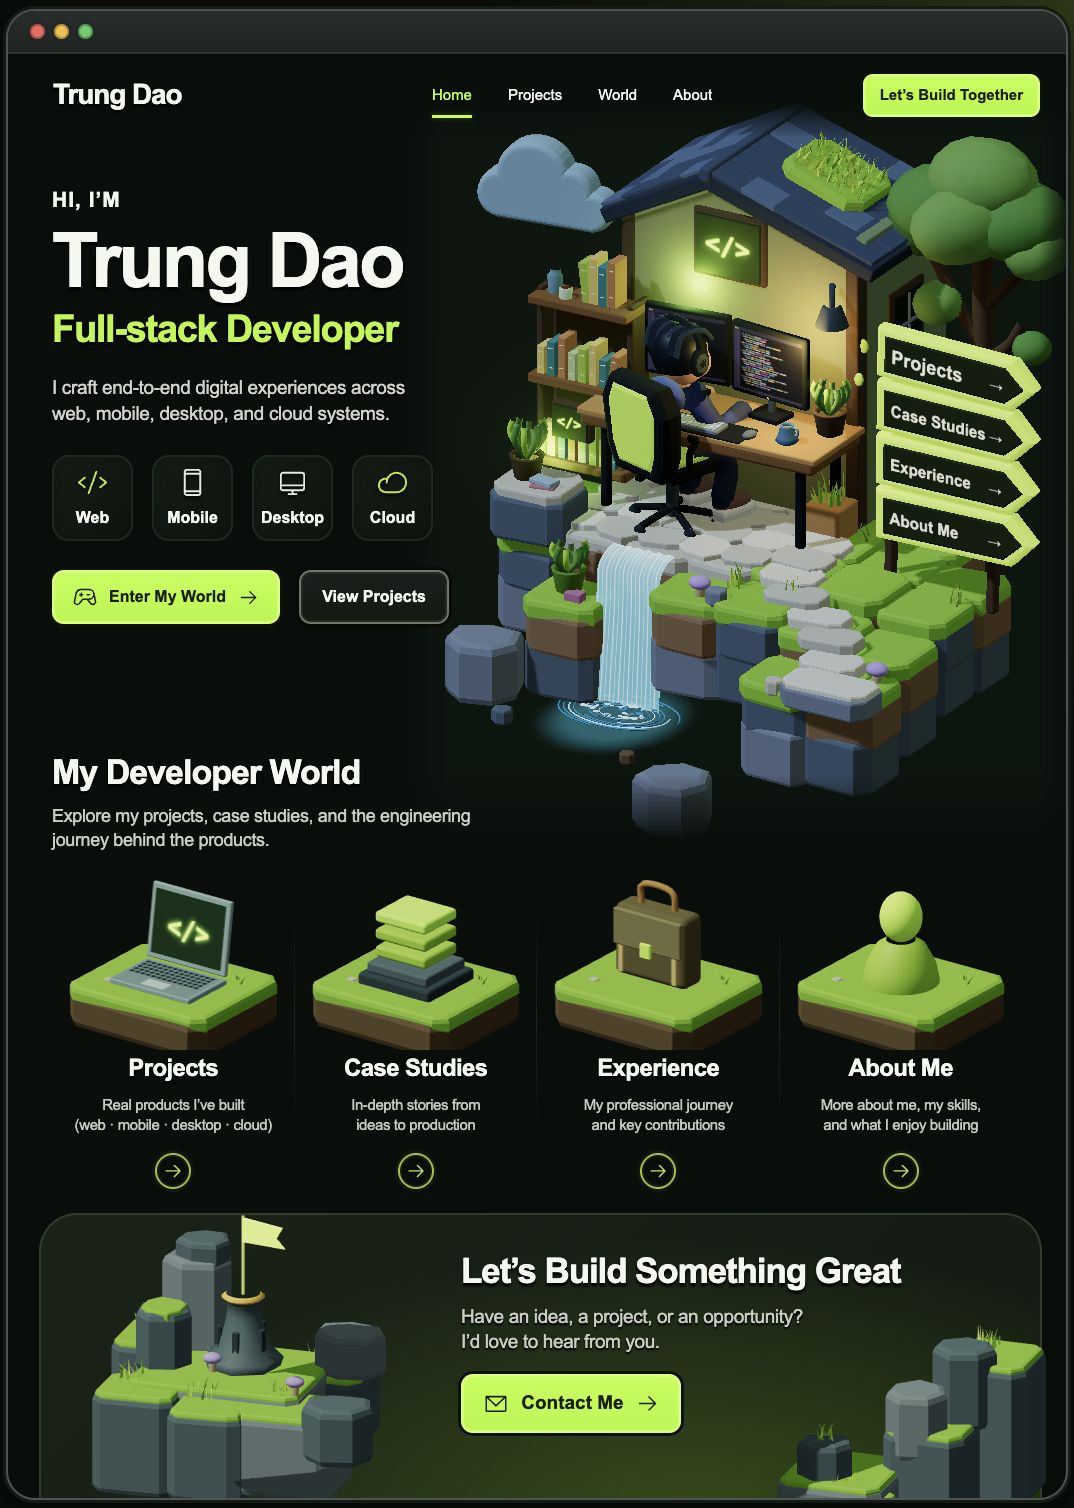 Trung Dao
Home
Projects
World
About
Let's Build Together
HI, I'M
Trung Dao
Full-stack Developer
I craft end-to-end digital experiences across
web, mobile, desktop, and cloud systems.
</>
Web
Mobile
Desktop
Cloud
Enter My World →
View Projects
</>
</>
Projects →
Case Studies →
Experience →
About Me →
My Developer World
Explore my projects, case studies, and the engineering
journey behind the products.
</>
Projects
Real products I've built
(web · mobile · desktop · cloud)
→
Case Studies
In-depth stories from
ideas to production
→
Experience
My professional journey
and key contributions
→
About Me
More about me, my skills,
and what I enjoy building
→
Let's Build Something Great
Have an idea, a project, or an opportunity?
I'd love to hear from you.
Contact Me →